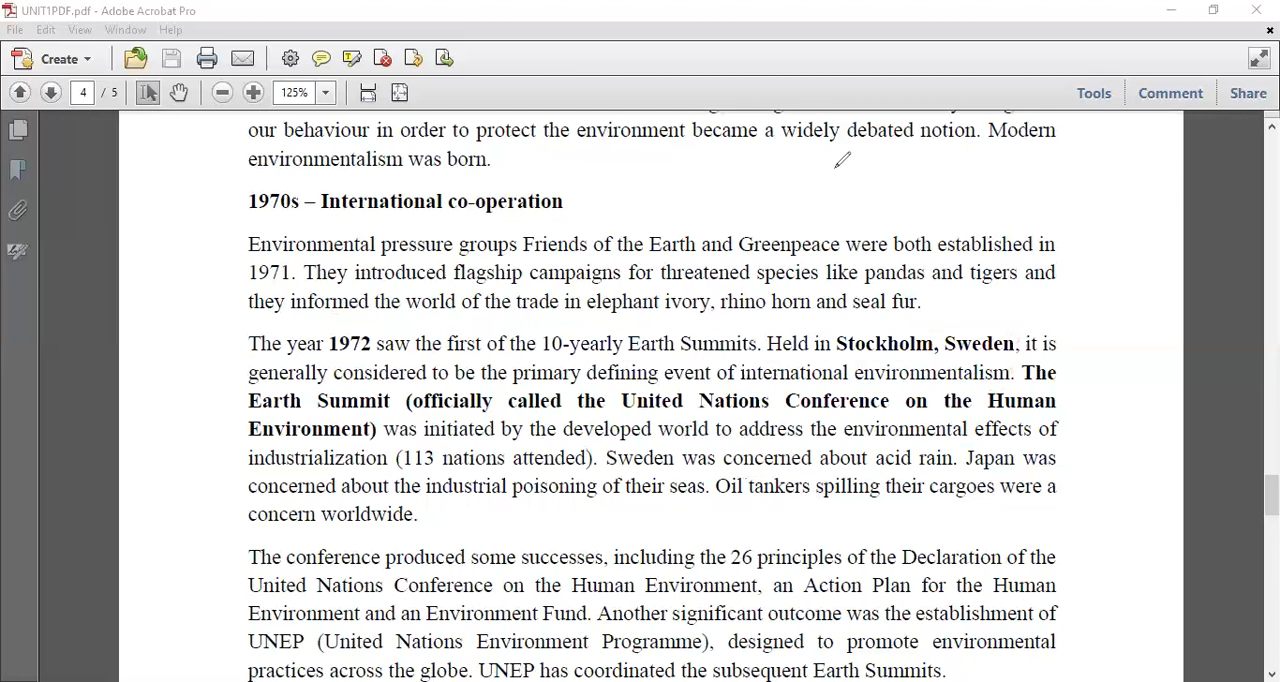 UNIT1PDF.pdf - Adobe Acrobat Pro
File Edit View Window Help
Create
4 / 5 125% Tools Comment Share
our behaviour in order to protect the environment became a widely debated notion. Modern
environmentalism was born.
1970s – International co-operation
Environmental pressure groups Friends of the Earth and Greenpeace were both established in
1971. They introduced flagship campaigns for threatened species like pandas and tigers and
they informed the world of the trade in elephant ivory, rhino horn and seal fur.
The year 1972 saw the first of the 10-yearly Earth Summits. Held in Stockholm, Sweden, it is
generally considered to be the primary defining event of international environmentalism. The
Earth Summit (officially called the United Nations Conference on the Human
Environment) was initiated by the developed world to address the environmental effects of
industrialization (113 nations attended). Sweden was concerned about acid rain. Japan was
concerned about the industrial poisoning of their seas. Oil tankers spilling their cargoes were a
concern worldwide.
The conference produced some successes, including the 26 principles of the Declaration of the
United Nations Conference on the Human Environment, an Action Plan for the Human
Environment and an Environment Fund. Another significant outcome was the establishment of
UNEP (United Nations Environment Programme), designed to promote environmental
practices across the globe. UNEP has coordinated the subsequent Earth Summits.